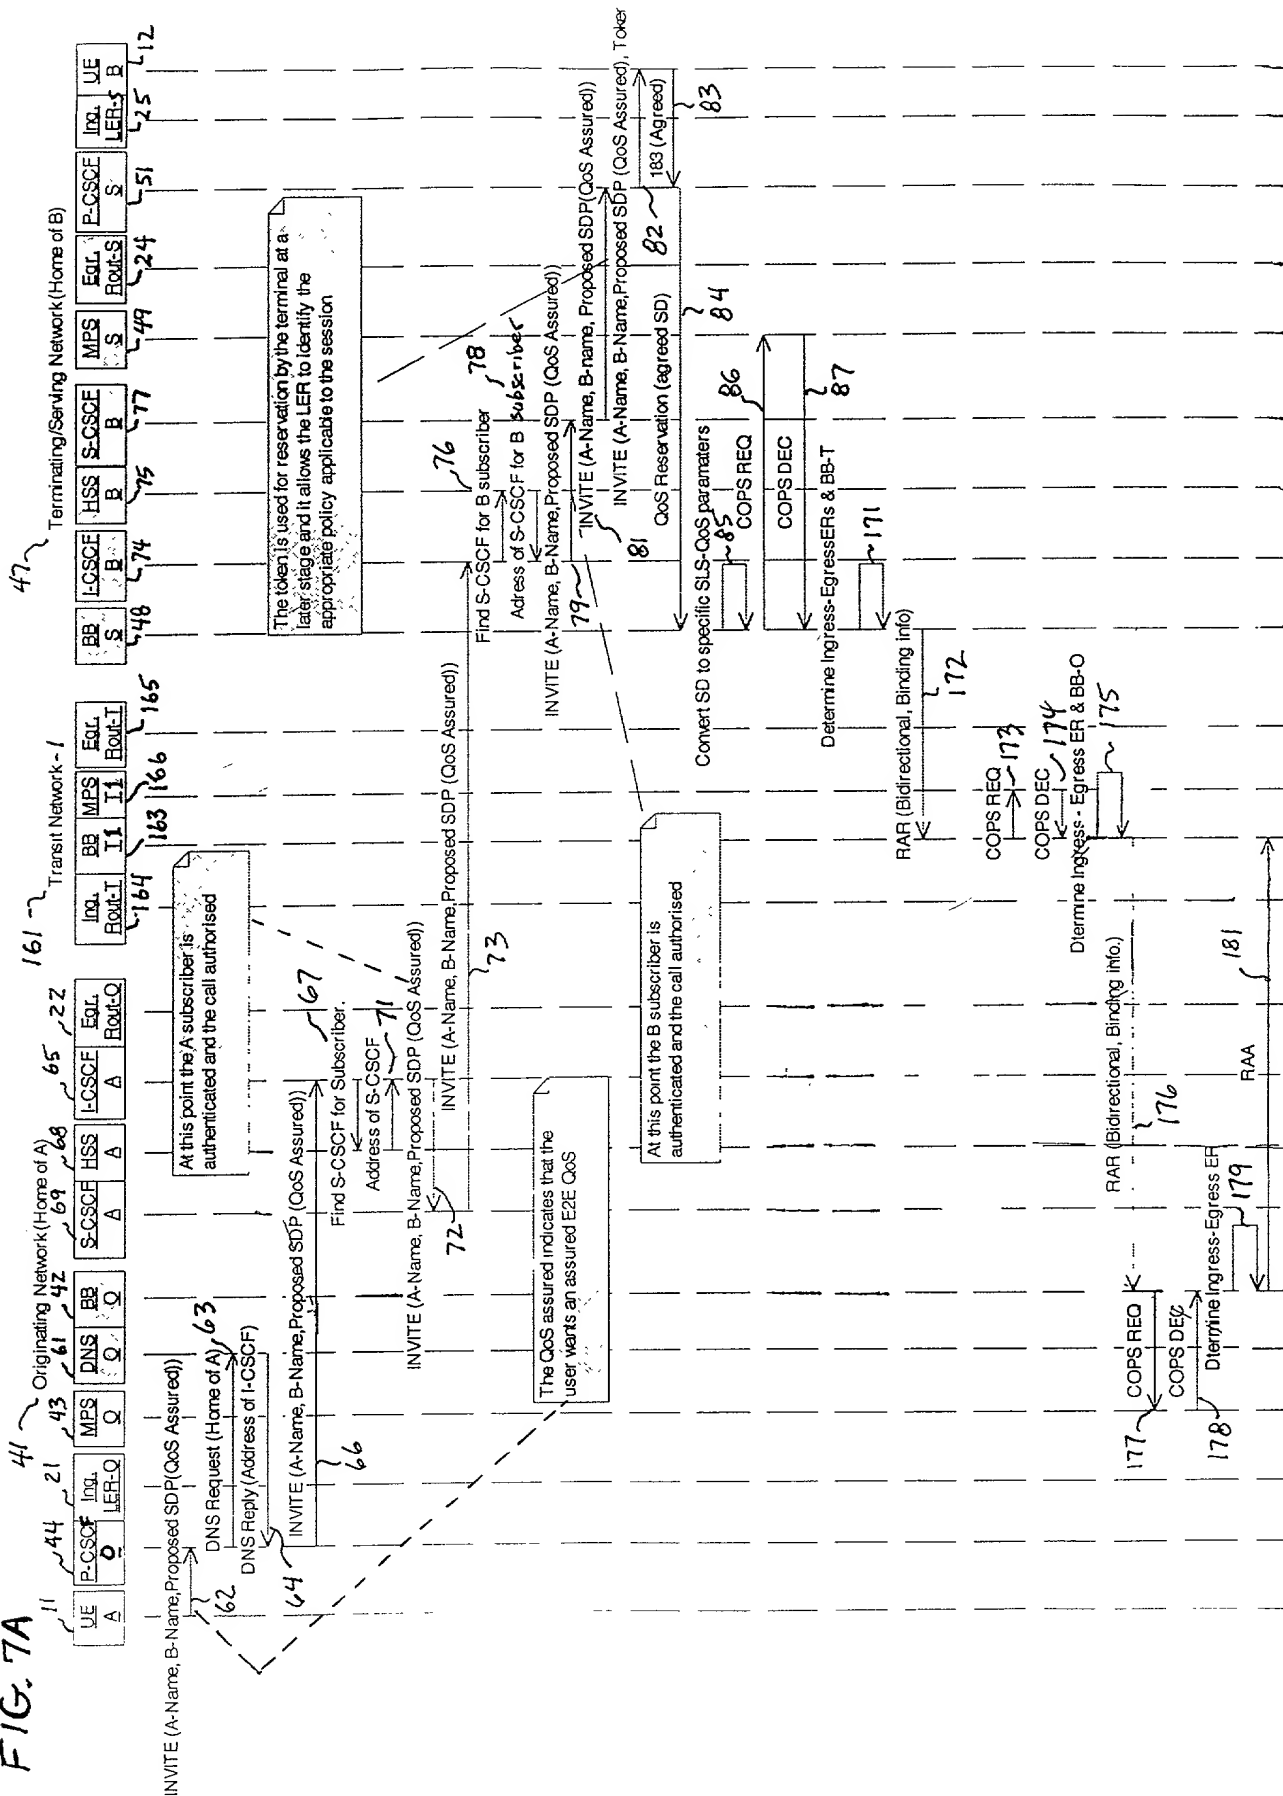 FIG. 7A
41
Originating Network(Home of A)
161
Transit Network-1
47
Terminating/Serving Network(Home of B)
11
44
21
43
61
42
69
68
65
22
164
163
166
165
48
74
75
77
49
24
51
25
12
UE
A
P-CSCF
O
Ing.
LER-O
MPS
O
DNS
O
BB
O
S-CSCF
A
HSS
A
I-CSCF
A
Egr.
Rout-O
Ing.
Rout-T
BB
I1
MPS
I1
Egr.
Rout-T
BB
S
I-CSCF
B
HSS
B
S-CSCF
B
MPS
S
Egr.
Rout-S
P-CSCF
S
Ing.
LER-S
UE
B
INVITE (A-Name, B-Name,Proposed SDP(QoS Assured))
62
At this point the A subscriber is
authenticated and the call authorised
DNS Request (Home of A)
63
DNS Reply (Address of I-CSCF)
64
INVITE (A-Name, B-Name,Proposed SDP (QoS Assured))
66
67
Find S-CSCF for Subscriber.
Address of S-CSCF
71
INVITE (A-Name, B-Name,Proposed SDP (QoS Assured))
72
INVITE (A-Name, B-Name,Proposed SDP (QoS Assured))
73
The token is used for reservation by the terminal at a
later stage and it allows the LER to identify the
appropriate policy applicable to the session
76
Find S-CSCF for B subscriber
78
Adress of S-CSCF for B subscriber
INVITE (A-Name, B-Name,Proposed SDP (QoS Assured))
79
INVITE (A-Name, B-name, Proposed SDP(QoS Assured))
81
INVITE (A-Name, B-Name,Proposed SDP (QoS Assured), Toker
The QoS assured indicates that the
user wants an assured E2E QoS
At this point the B subscriber is
authenticated and the call authorised
82
183 (Agreed)
83
QoS Reservation (agreed SD)
84
Convert SD to specific SLS-QoS paramaters
85
COPS REQ
86
COPS DEC
87
Determine Ingress-EgressERs & BB-T
171
RAR (Bidirectional, Binding info)
172
COPS REQ
173
COPS DEC
174
Dtermine Ingress - Egress ER & BB-O
175
RAR (Bidirectional, Binding info.)
176
COPS REQ
177
COPS DEC
178
Dtermine Ingress-Egress ER
179
RAA
181